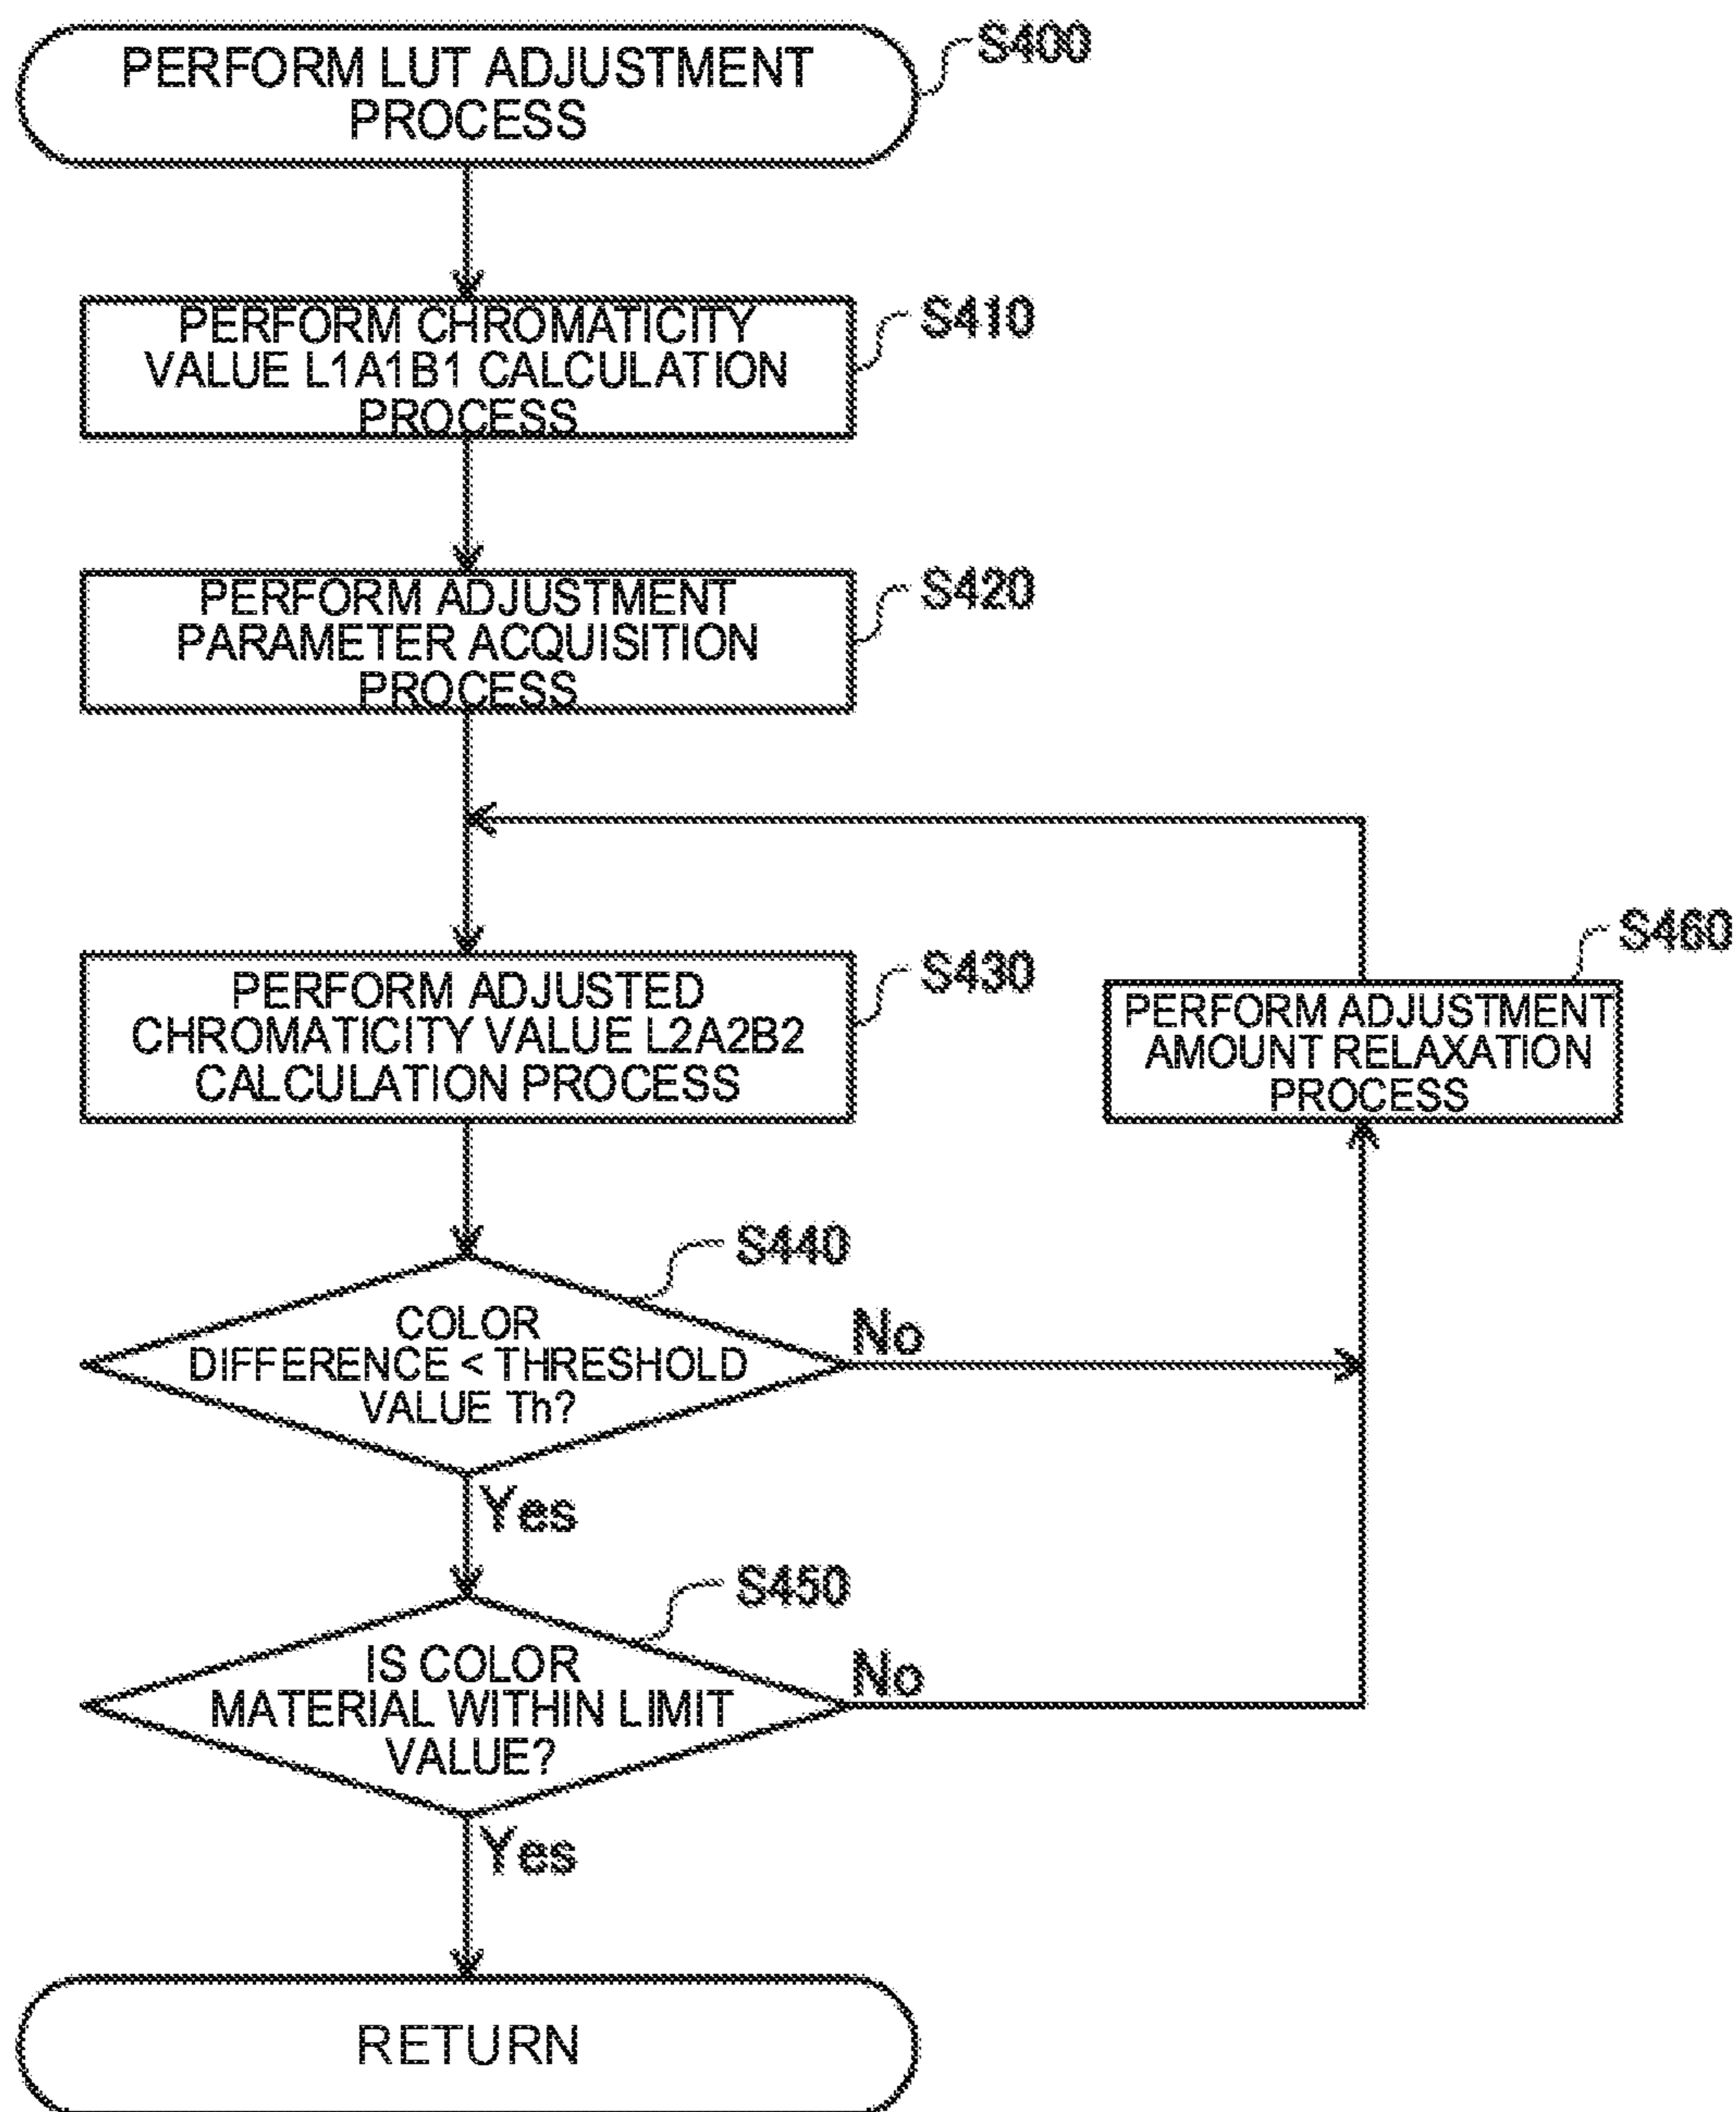 PERFORM LUT ADJUSTMENT
PROCESS
S400
PERFORM CHROMATICITY
VALUE L1A1B1 CALCULATION
PROCESS
S410
PERFORM ADJUSTMENT
PARAMETER ACQUISITION
PROCESS
S420
PERFORM ADJUSTED
CHROMATICITY VALUE L2A2B2
CALCULATION PROCESS
S430
PERFORM ADJUSTMENT
AMOUNT RELAXATION
PROCESS
S460
COLOR
DIFFERENCE < THRESHOLD
VALUE Th?
S440
No
Yes
IS COLOR
MATERIAL WITHIN LIMIT
VALUE?
S450
No
Yes
RETURN